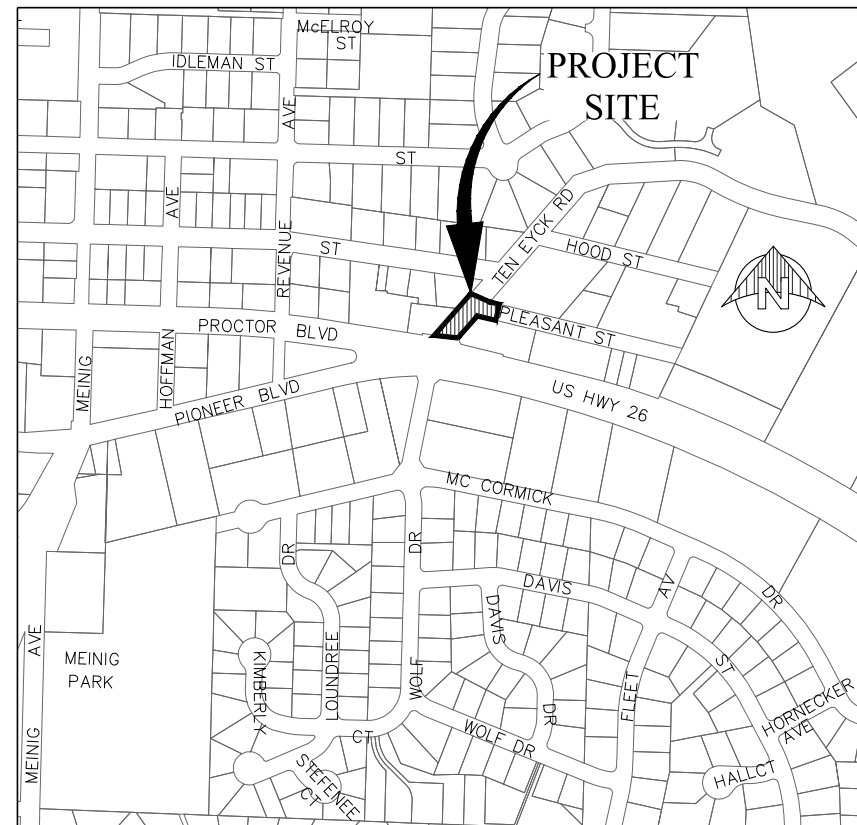 McELROY
ST
IDLEMAN ST
PROJECT
SITE
AVE
ST
AVE
REVENUE
ST
TEN EYCK RD
HOOD ST
N
PLEASANT ST
PROCTOR BLVD
MEINIG
HOFFMAN
PIONEER BLVD
US HWY 26
MC CORMICK
DR
DR
DR
DAVIS
AV
DAVIS
ST
DR
AVE
MEINIG
PARK
KIMBERLY
LOUNDREE
WOLF
FLEET
HORNECKER
AVE
WOLF DR
CT
STEFENEE
CT
HALLCT
MEINIG